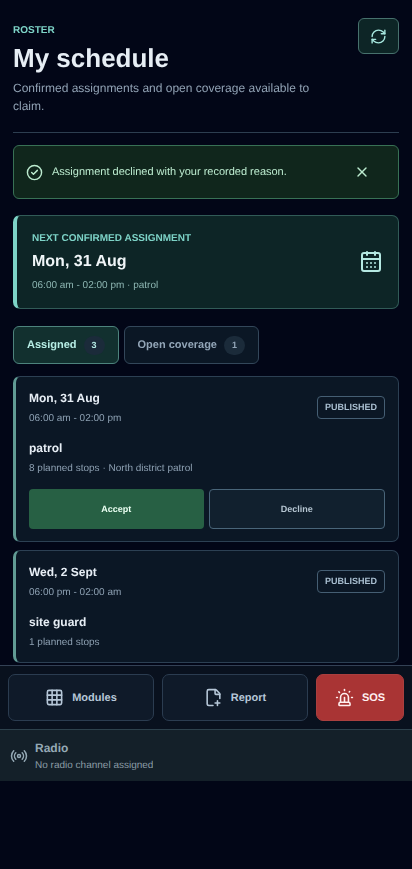 ROSTER
My schedule
Confirmed assignments and open coverage available to
claim.
Assignment declined with your recorded reason.
NEXT CONFIRMED ASSIGNMENT
Mon, 31 Aug
06:00 am - 02:00 pm · patrol
Assigned 3
Open coverage 1
Mon, 31 Aug
PUBLISHED
06:00 am - 02:00 pm
patrol
8 planned stops · North district patrol
Accept
Decline
Wed, 2 Sept
PUBLISHED
06:00 pm - 02:00 am
site guard
1 planned stops
Modules
Report
SOS
Radio
No radio channel assigned